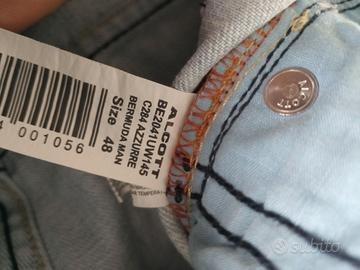 ALCOTT
BE2041UW145
C284 AZZURRE
BERMUDA MAN
Size 48
001056
ALCOTT
subito